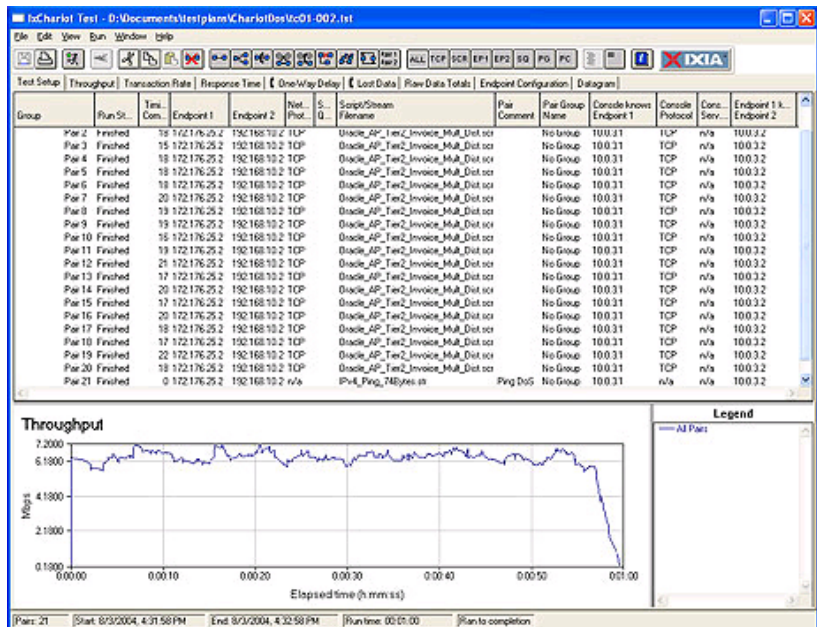 IxChariot Test - D:\Documents\testplans\ChariotDos\tc01-002.tst
File Edit View Run Window Help
ALL TCP SCR EP1 EP2 SQ PG PC
IXIA
Test Setup Throughput Transaction Rate Response Time One-Way Delay Lost Data Raw Data Totals Endpoint Configuration Datagram
Group Run St... Timi... Com... Endpoint 1 Endpoint 2 Net... Prot... S... Q... Script/Stream Filename Pair Comment Pair Group Name Console knows Endpoint 1 Console Protocol Cons... Serv... Endpoint 1 k... Endpoint 2
Pair 2 Finished 18 172.176.25.2 192.168.10.2 TCP Oracle_AP_Tier2_Invoice_Mult_Dist.scr No Group 10.0.3.1 TCP n/a 10.0.3.2
Pair 3 Finished 15 172.176.25.2 192.168.10.2 TCP Oracle_AP_Tier2_Invoice_Mult_Dist.scr No Group 10.0.3.1 TCP n/a 10.0.3.2
Pair 4 Finished 18 172.176.25.2 192.168.10.2 TCP Oracle_AP_Tier2_Invoice_Mult_Dist.scr No Group 10.0.3.1 TCP n/a 10.0.3.2
Pair 5 Finished 18 172.176.25.2 192.168.10.2 TCP Oracle_AP_Tier2_Invoice_Mult_Dist.scr No Group 10.0.3.1 TCP n/a 10.0.3.2
Pair 6 Finished 18 172.176.25.2 192.168.10.2 TCP Oracle_AP_Tier2_Invoice_Mult_Dist.scr No Group 10.0.3.1 TCP n/a 10.0.3.2
Pair 7 Finished 20 172.176.25.2 192.168.10.2 TCP Oracle_AP_Tier2_Invoice_Mult_Dist.scr No Group 10.0.3.1 TCP n/a 10.0.3.2
Pair 8 Finished 19 172.176.25.2 192.168.10.2 TCP Oracle_AP_Tier2_Invoice_Mult_Dist.scr No Group 10.0.3.1 TCP n/a 10.0.3.2
Pair 9 Finished 19 172.176.25.2 192.168.10.2 TCP Oracle_AP_Tier2_Invoice_Mult_Dist.scr No Group 10.0.3.1 TCP n/a 10.0.3.2
Pair 10 Finished 16 172.176.25.2 192.168.10.2 TCP Oracle_AP_Tier2_Invoice_Mult_Dist.scr No Group 10.0.3.1 TCP n/a 10.0.3.2
Pair 11 Finished 19 172.176.25.2 192.168.10.2 TCP Oracle_AP_Tier2_Invoice_Mult_Dist.scr No Group 10.0.3.1 TCP n/a 10.0.3.2
Pair 12 Finished 21 172.176.25.2 192.168.10.2 TCP Oracle_AP_Tier2_Invoice_Mult_Dist.scr No Group 10.0.3.1 TCP n/a 10.0.3.2
Pair 13 Finished 17 172.176.25.2 192.168.10.2 TCP Oracle_AP_Tier2_Invoice_Mult_Dist.scr No Group 10.0.3.1 TCP n/a 10.0.3.2
Pair 14 Finished 20 172.176.25.2 192.168.10.2 TCP Oracle_AP_Tier2_Invoice_Mult_Dist.scr No Group 10.0.3.1 TCP n/a 10.0.3.2
Pair 15 Finished 17 172.176.25.2 192.168.10.2 TCP Oracle_AP_Tier2_Invoice_Mult_Dist.scr No Group 10.0.3.1 TCP n/a 10.0.3.2
Pair 16 Finished 20 172.176.25.2 192.168.10.2 TCP Oracle_AP_Tier2_Invoice_Mult_Dist.scr No Group 10.0.3.1 TCP n/a 10.0.3.2
Pair 17 Finished 18 172.176.25.2 192.168.10.2 TCP Oracle_AP_Tier2_Invoice_Mult_Dist.scr No Group 10.0.3.1 TCP n/a 10.0.3.2
Pair 18 Finished 17 172.176.25.2 192.168.10.2 TCP Oracle_AP_Tier2_Invoice_Mult_Dist.scr No Group 10.0.3.1 TCP n/a 10.0.3.2
Pair 19 Finished 22 172.176.25.2 192.168.10.2 TCP Oracle_AP_Tier2_Invoice_Mult_Dist.scr No Group 10.0.3.1 TCP n/a 10.0.3.2
Pair 20 Finished 18 172.176.25.2 192.168.10.2 TCP Oracle_AP_Tier2_Invoice_Mult_Dist.scr No Group 10.0.3.1 TCP n/a 10.0.3.2
Pair 21 Finished 0 172.176.25.2 192.168.10.2 n/a IPv4_Ping_74Bytes.str Ping DoS No Group 10.0.3.1 n/a n/a 10.0.3.2
Throughput
Legend
All Pairs
7.2000
6.1800
4.1800
2.1800
0.1800
Mbps
0:00:00 0:00:10 0:00:20 0:00:30 0:00:40 0:00:50 0:01:00
Elapsed time (h:mm:ss)
Pairs: 21 Start: 8/3/2004, 4:31:58 PM End: 8/3/2004, 4:32:58 PM Run time: 00:01:00 Ran to completion